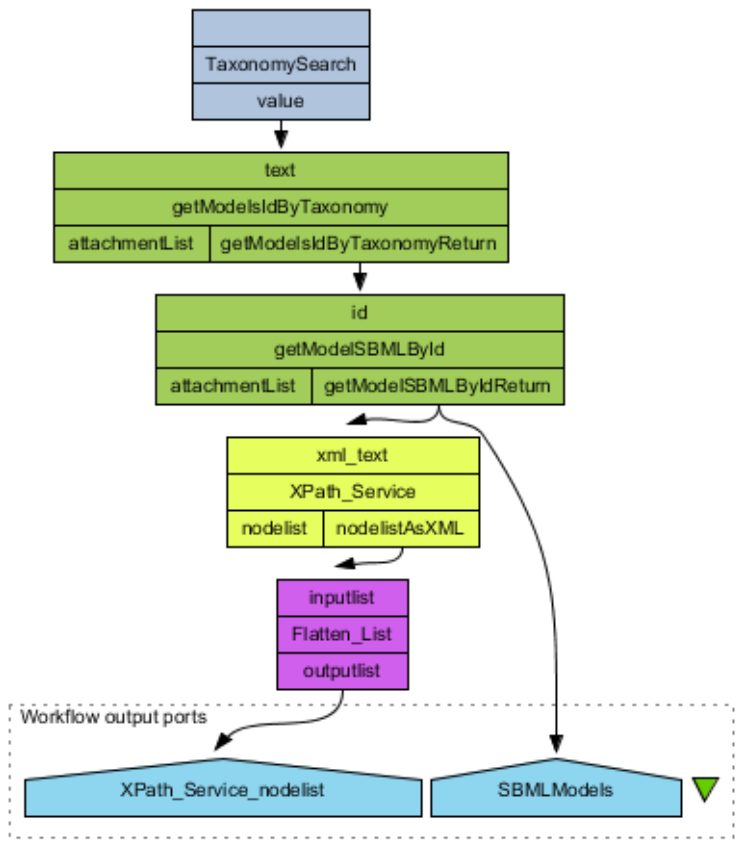 TaxonomySearch
value
text
getModelsIdByTaxonomy
attachmentList getModelsIdByTaxonomyReturn
id
getModelSBMLById
attachmentList getModelSBMLByIdReturn
xml_text
XPath_Service
nodelist nodelistAsXML
inputlist
Flatten_List
outputlist
Workflow output ports
XPath_Service_nodelist SBMLModels